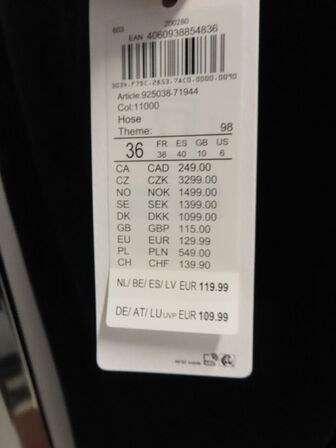 603 200280
EAN 4060938854836
Article:925038-71944
Col:11000
Hose
Theme: 98
36 FR 38 ES 40 GB 10 US 6
CA CAD 249.00
CZ CZK 3299.00
NO NOK 1499.00
SE SEK 1399.00
DK DKK 1099.00
GB GBP 115.00
EU EUR 129.99
PL PLN 549.00
CH CHF 139.90
NL/ BE/ ES/ LV EUR 119.99
DE/ AT/ LU UVP EUR 109.99